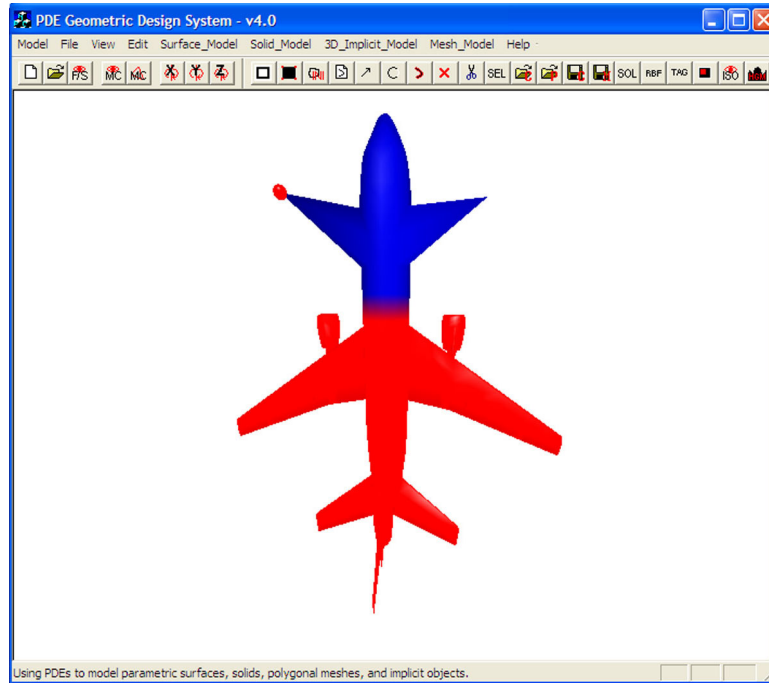 PDE Geometric Design System - v4.0
Model File View Edit Surface_Model Solid_Model 3D_Implicit_Model Mesh_Model Help
F/S MC MC X Y Z SEL SOL RBF TAG ISO
Using PDEs to model parametric surfaces, solids, polygonal meshes, and implicit objects.